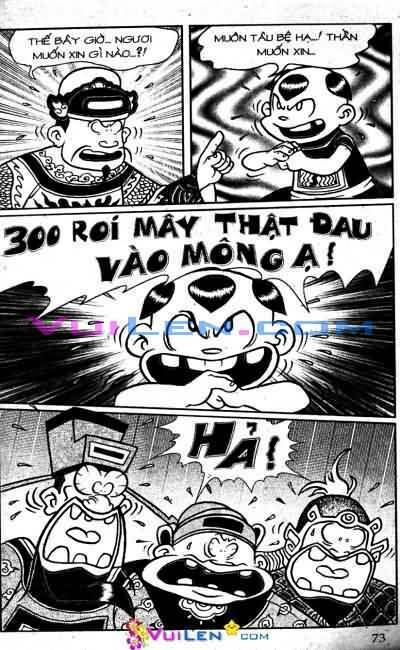 THẾ BÂY GIỜ... NGƯƠI
MUỐN XIN GÌ NÀO...?!
MUÔN TÂU BỆ HẠ...! THẦN
MUỐN XIN...
300 ROI MÂY THẬT ĐAU
VÀO MÔNG Ạ!
VUILEN.COM
HẢ!
73
VUILEN.COM